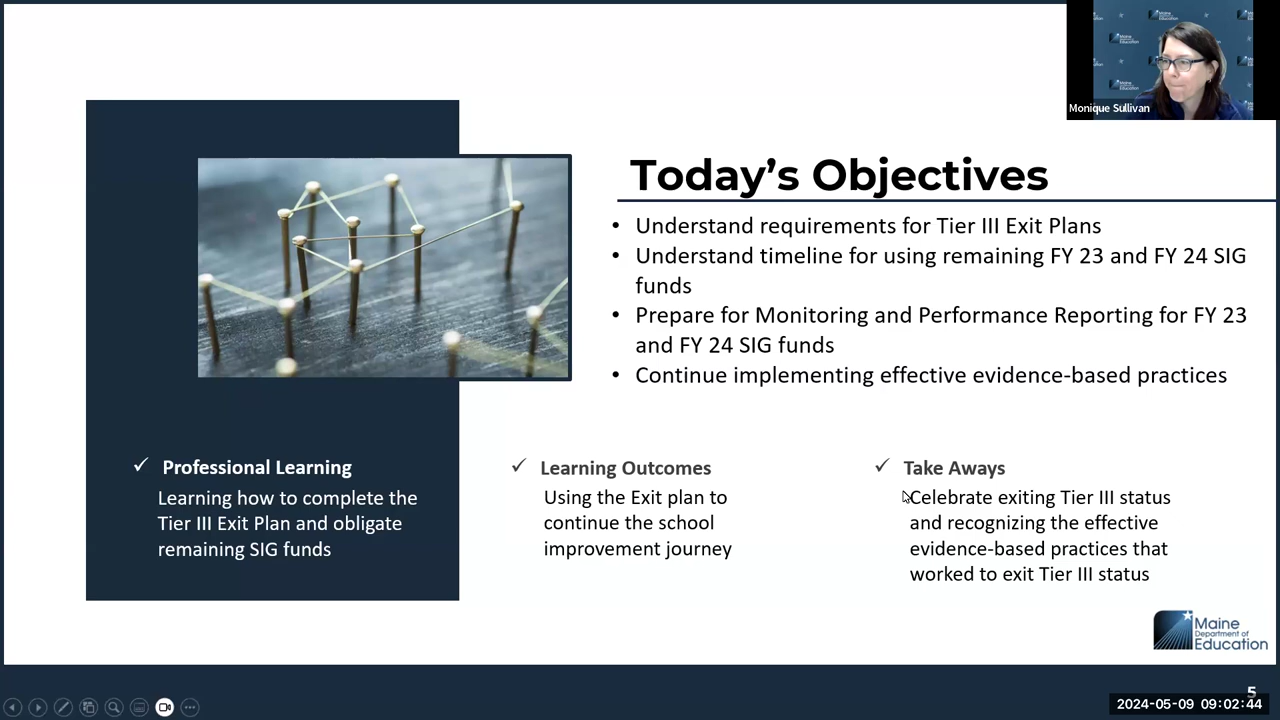 Monique Sullivan
Today's Objectives
• Understand requirements for Tier III Exit Plans
• Understand timeline for using remaining FY 23 and FY 24 SIG
funds
• Prepare for Monitoring and Performance Reporting for FY 23
and FY 24 SIG funds
• Continue implementing effective evidence-based practices
✓ Professional Learning
Learning how to complete the
Tier III Exit Plan and obligate
remaining SIG funds
✓ Learning Outcomes
Using the Exit plan to
continue the school
improvement journey
✓ Take Aways
Celebrate exiting Tier III status
and recognizing the effective
evidence-based practices that
worked to exit Tier III status
Maine
Department of
Education
5
2024-05-09 09:02:44